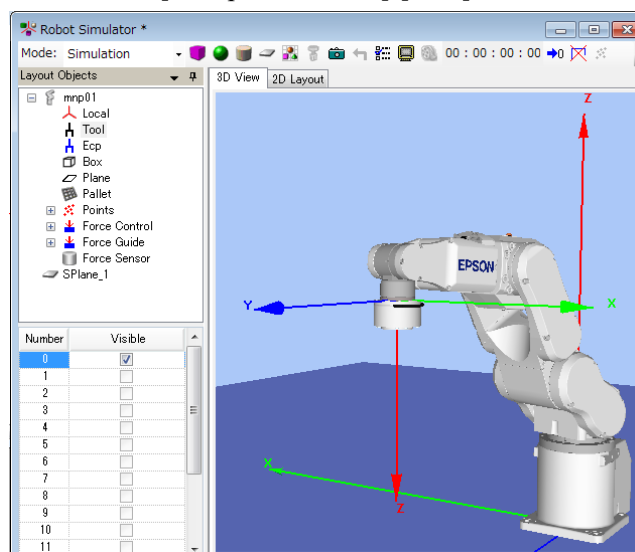 Robot Simulator *
Mode: Simulation 00 : 00 : 00 : 00
Layout Objects
3D View 2D Layout
mnp01
Local
Tool
Ecp
Box
Plane
Pallet
Points
Force Control
Force Guide
Force Sensor
SPlane_1
Z
EPSON
Y
X
X
Z
Number Visible
0
1
2
3
4
5
6
7
8
9
10
11